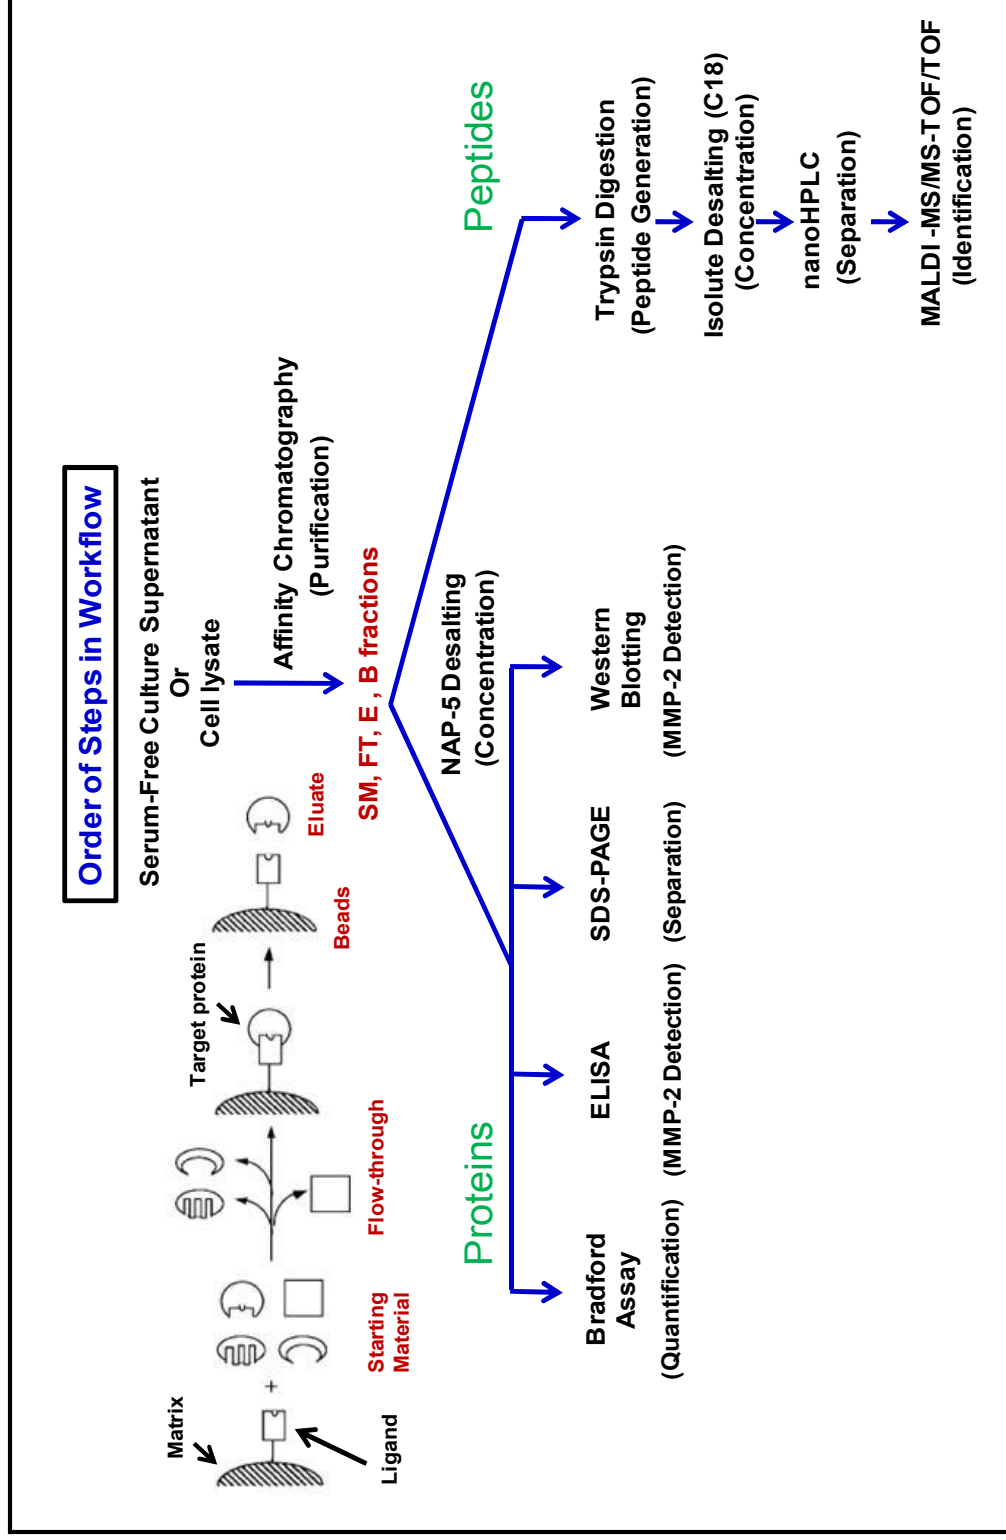 Order of Steps in Workflow
Serum-Free Culture Supernatant
Or
Cell lysate
Affinity Chromatography
(Purification)
SM, FT, E , B fractions
Matrix
Ligand
+
Starting
Material
Flow-through
Target protein
Beads
Eluate
NAP-5 Desalting
(Concentration)
Proteins
Bradford
Assay
(Quantification)
ELISA
(MMP-2 Detection)
SDS-PAGE
(Separation)
Western
Blotting
(MMP-2 Detection)
Peptides
Trypsin Digestion
(Peptide Generation)
Isolute Desalting (C18)
(Concentration)
nanoHPLC
(Separation)
MALDI -MS/MS-TOF/TOF
(Identification)